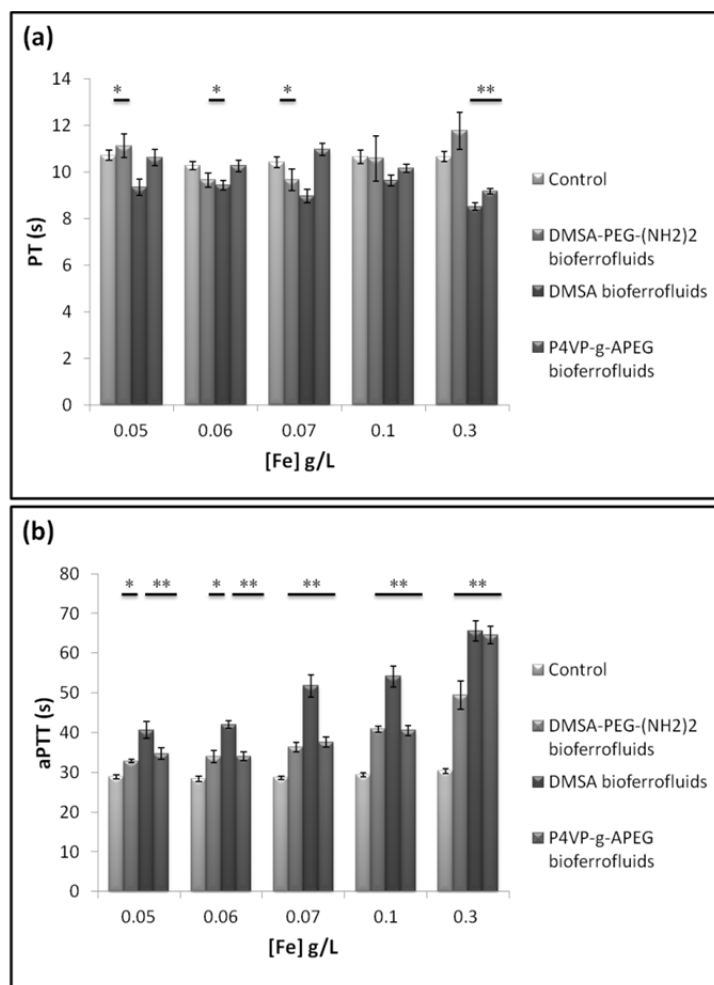 (a)
14
12
10
8
6
4
2
0
PT (s)
* * * **
0.05 0.06 0.07 0.1 0.3
[Fe] g/L
Control
DMSA-PEG-(NH2)2
bioferrofluids
DMSA bioferrofluids
P4VP-g-APEG
bioferrofluids
(b)
80
70
60
50
40
30
20
10
0
aPTT (s)
* ** * ** ** ** **
0.05 0.06 0.07 0.1 0.3
[Fe] g/L
Control
DMSA-PEG-(NH2)2
bioferrofluids
DMSA bioferrofluids
P4VP-g-APEG
bioferrofluids